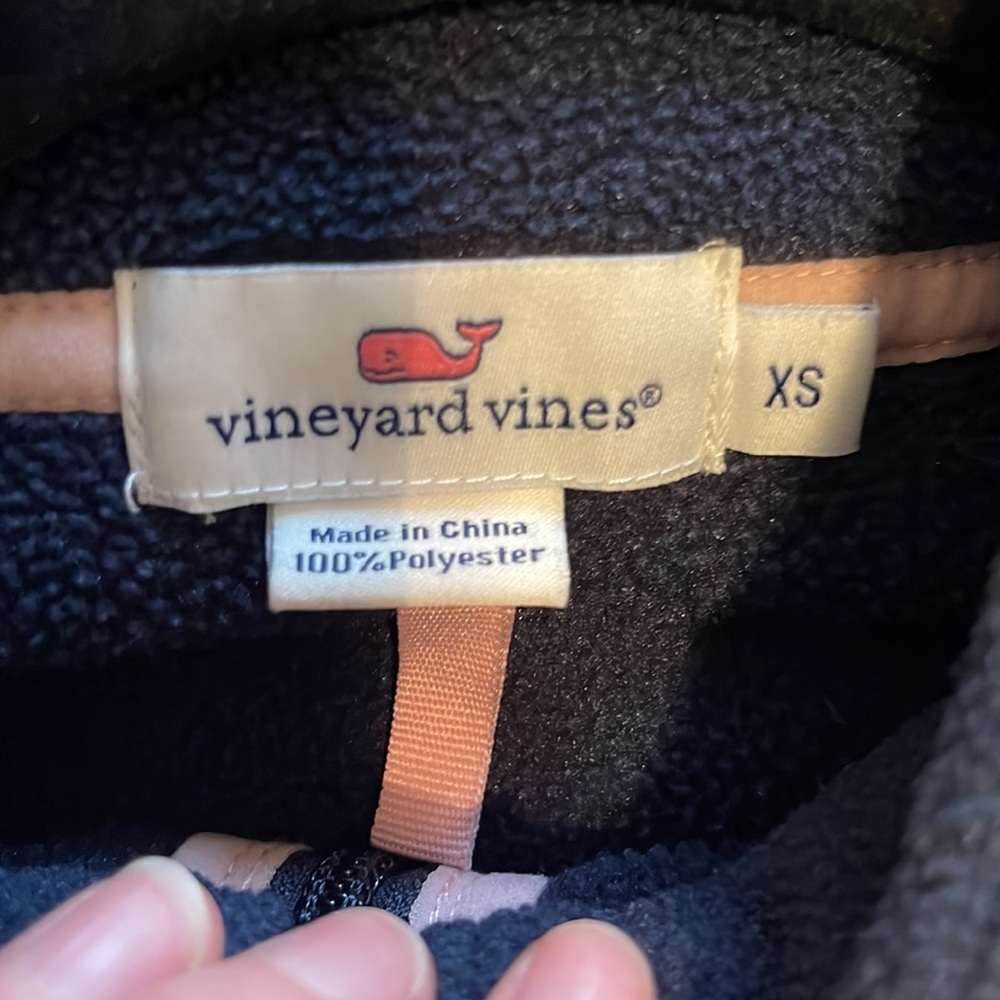 vineyard vines®
XS
Made in China
100%Polyester